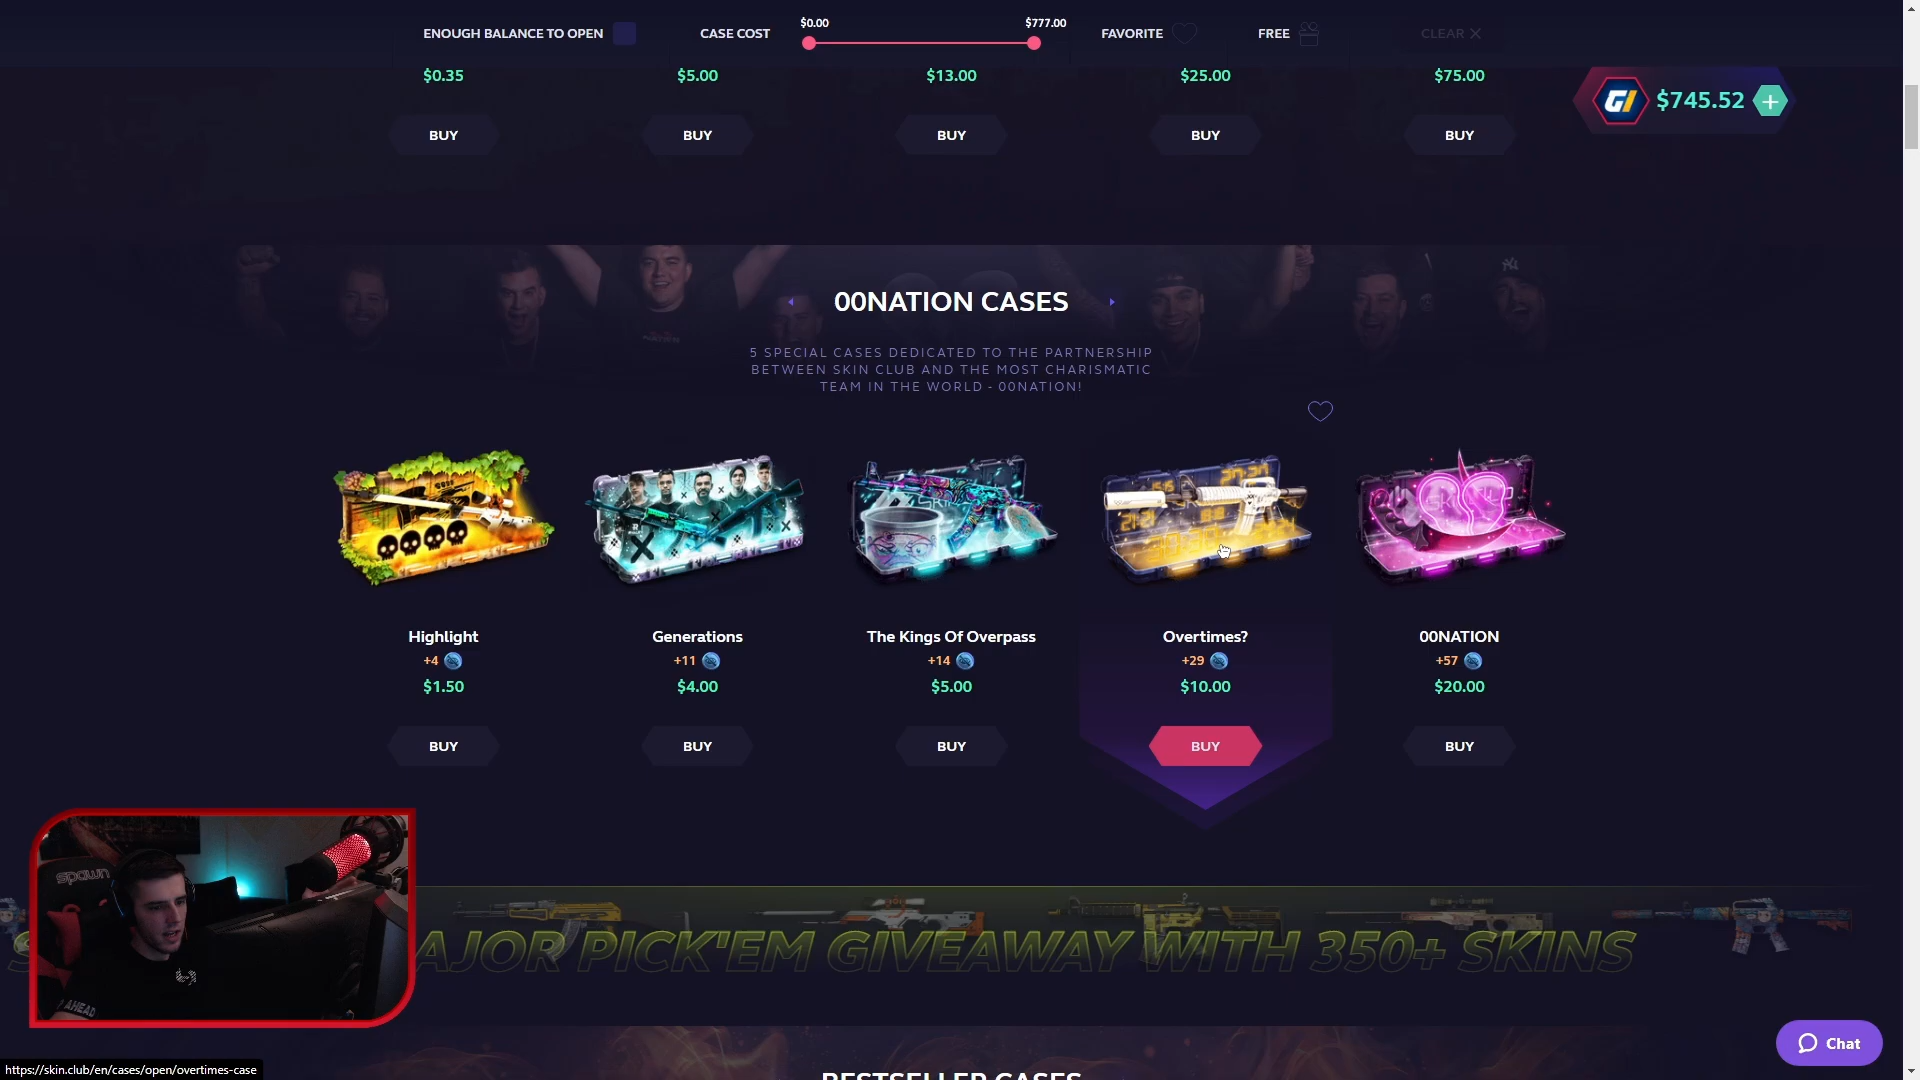 ENOUGH BALANCE TO OPEN
CASE COST
$0.00
$777.00
FAVORITE
FREE
CLEAR
$0.35
$5.00
$13.00
$25.00
$75.00
GI
$745.52
BUY
BUY
BUY
BUY
BUY
00NATION CASES
5 SPECIAL CASES DEDICATED TO THE PARTNERSHIP
BETWEEN SKIN CLUB AND THE MOST CHARISMATIC
TEAM IN THE WORLD - 00NATION!
Highlight
+4
$1.50
BUY
Generations
+11
$4.00
BUY
The Kings Of Overpass
+14
$5.00
BUY
Overtimes?
+29
$10.00
BUY
00NATION
+57
$20.00
BUY
spawn
AHEAD
AJOR PICK'EM GIVEAWAY WITH 350+ SKINS
BESTSELLER CASES
Chat
https://skin.club/en/cases/open/overtimes-case